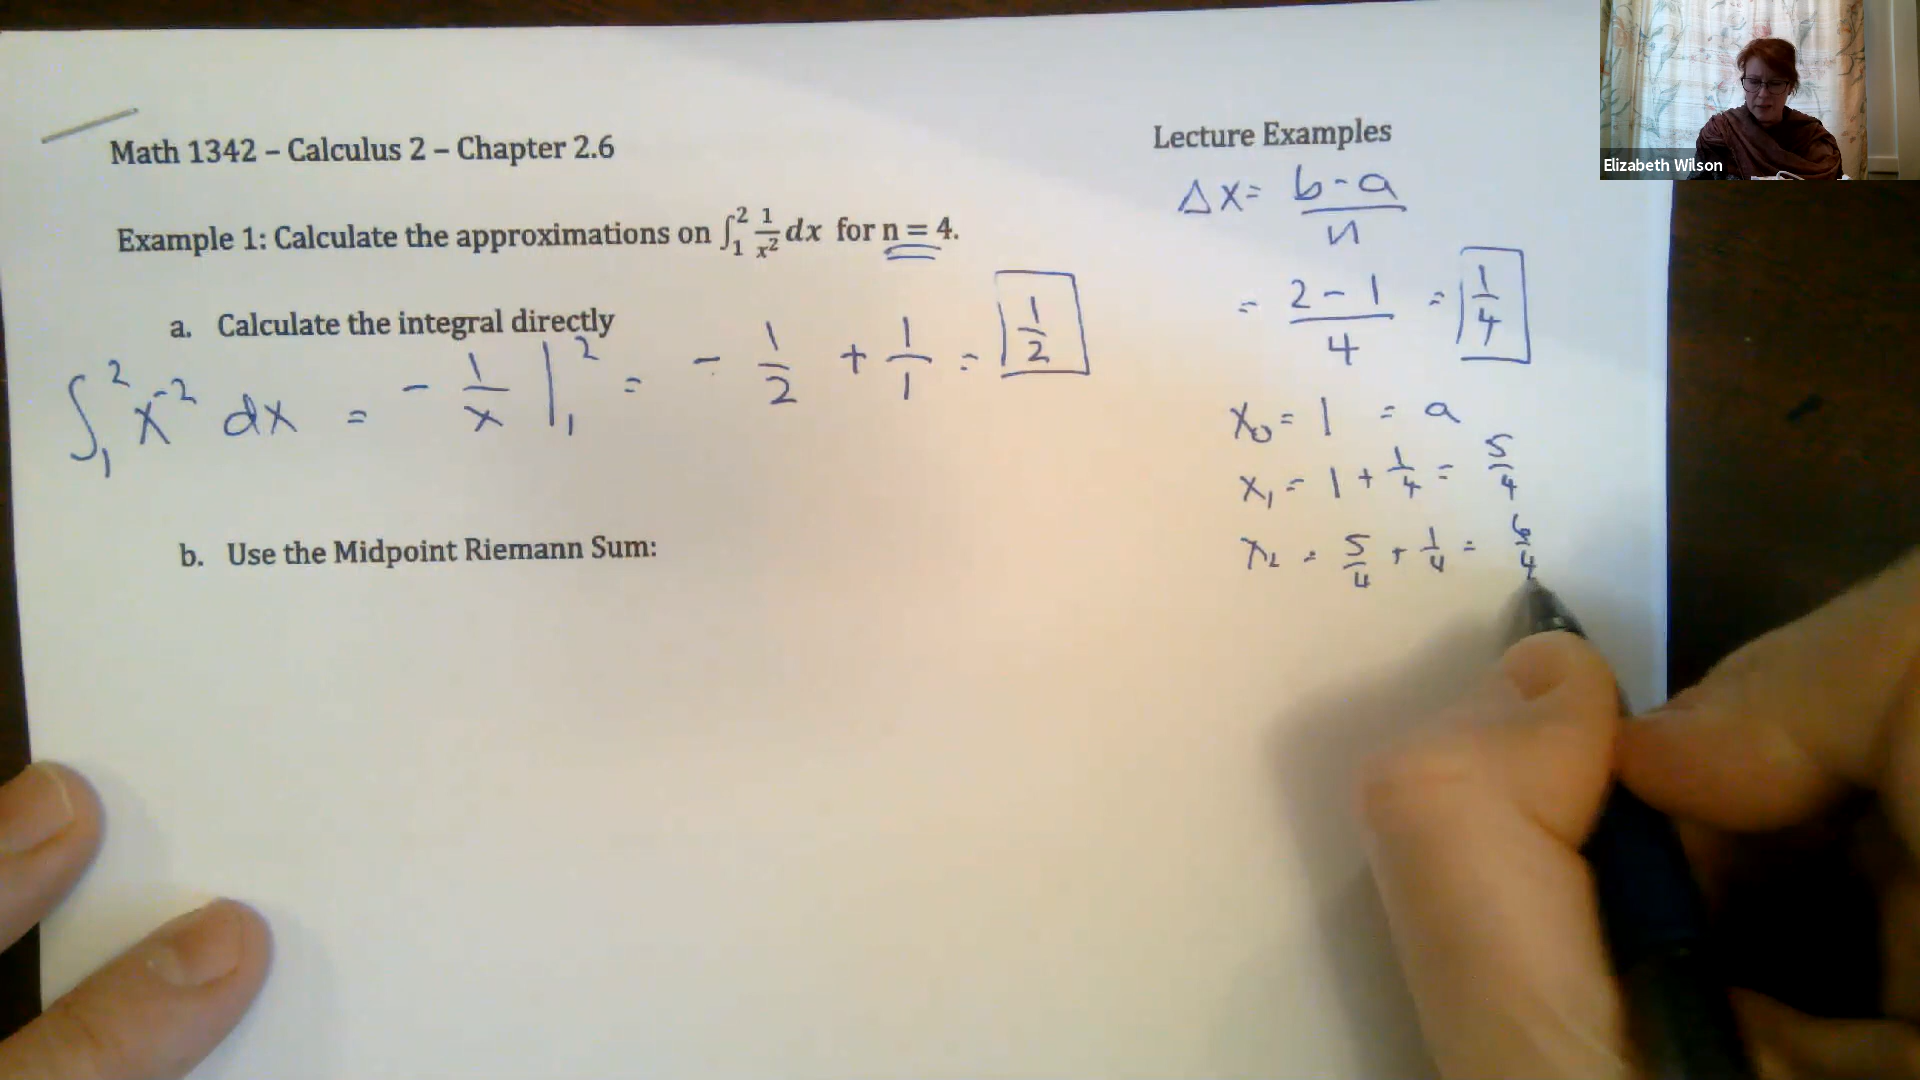 Elizabeth Wilson
Math 1342 – Calculus 2 – Chapter 2.6
Lecture Examples
Δx = b - a / n
= 2 - 1 / 4 = 1/4
Example 1: Calculate the approximations on ∫₁² 1/x² dx for n = 4.
a. Calculate the integral directly
∫₁² x⁻² dx = - 1/x |₁² = - 1/2 + 1/1 = 1/2
x₀ = 1 = a
x₁ = 1 + 1/4 = 5/4
x₂ = 5/4 + 1/4 = 6/4
b. Use the Midpoint Riemann Sum: